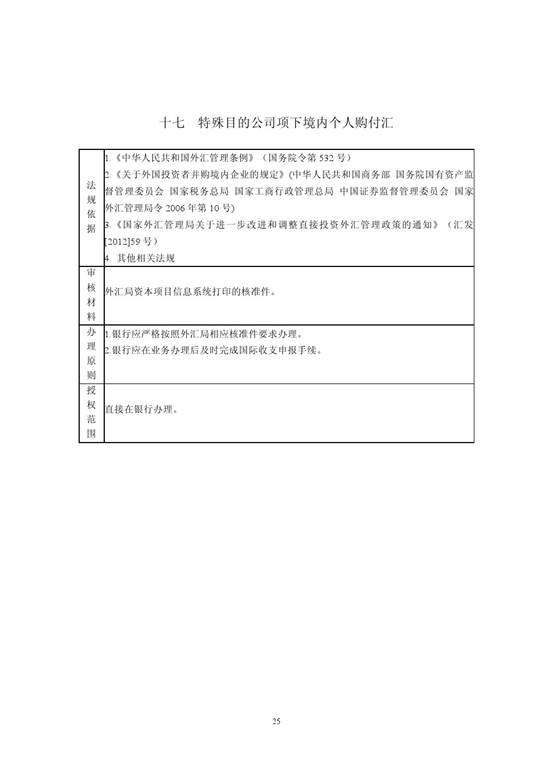 十七　特殊目的公司项下境内个人购付汇
法规依据
1.《中华人民共和国外汇管理条例》（国务院令第 532 号）
2.《关于外国投资者并购境内企业的规定》(中华人民共和国商务部 国务院国有资产监
督管理委员会 国家税务总局 国家工商行政管理总局 中国证券监督管理委员会 国家
外汇管理局令 2006 年第 10 号)
3.《国家外汇管理局关于进一步改进和调整直接投资外汇管理政策的通知》（汇发
[2012]59 号）
4. 其他相关法规
审核材料
外汇局资本项目信息系统打印的核准件。
办理原则
1.银行应严格按照外汇局相应核准件要求办理。
2.银行应在业务办理后及时完成国际收支申报手续。
授权范围
直接在银行办理。
25